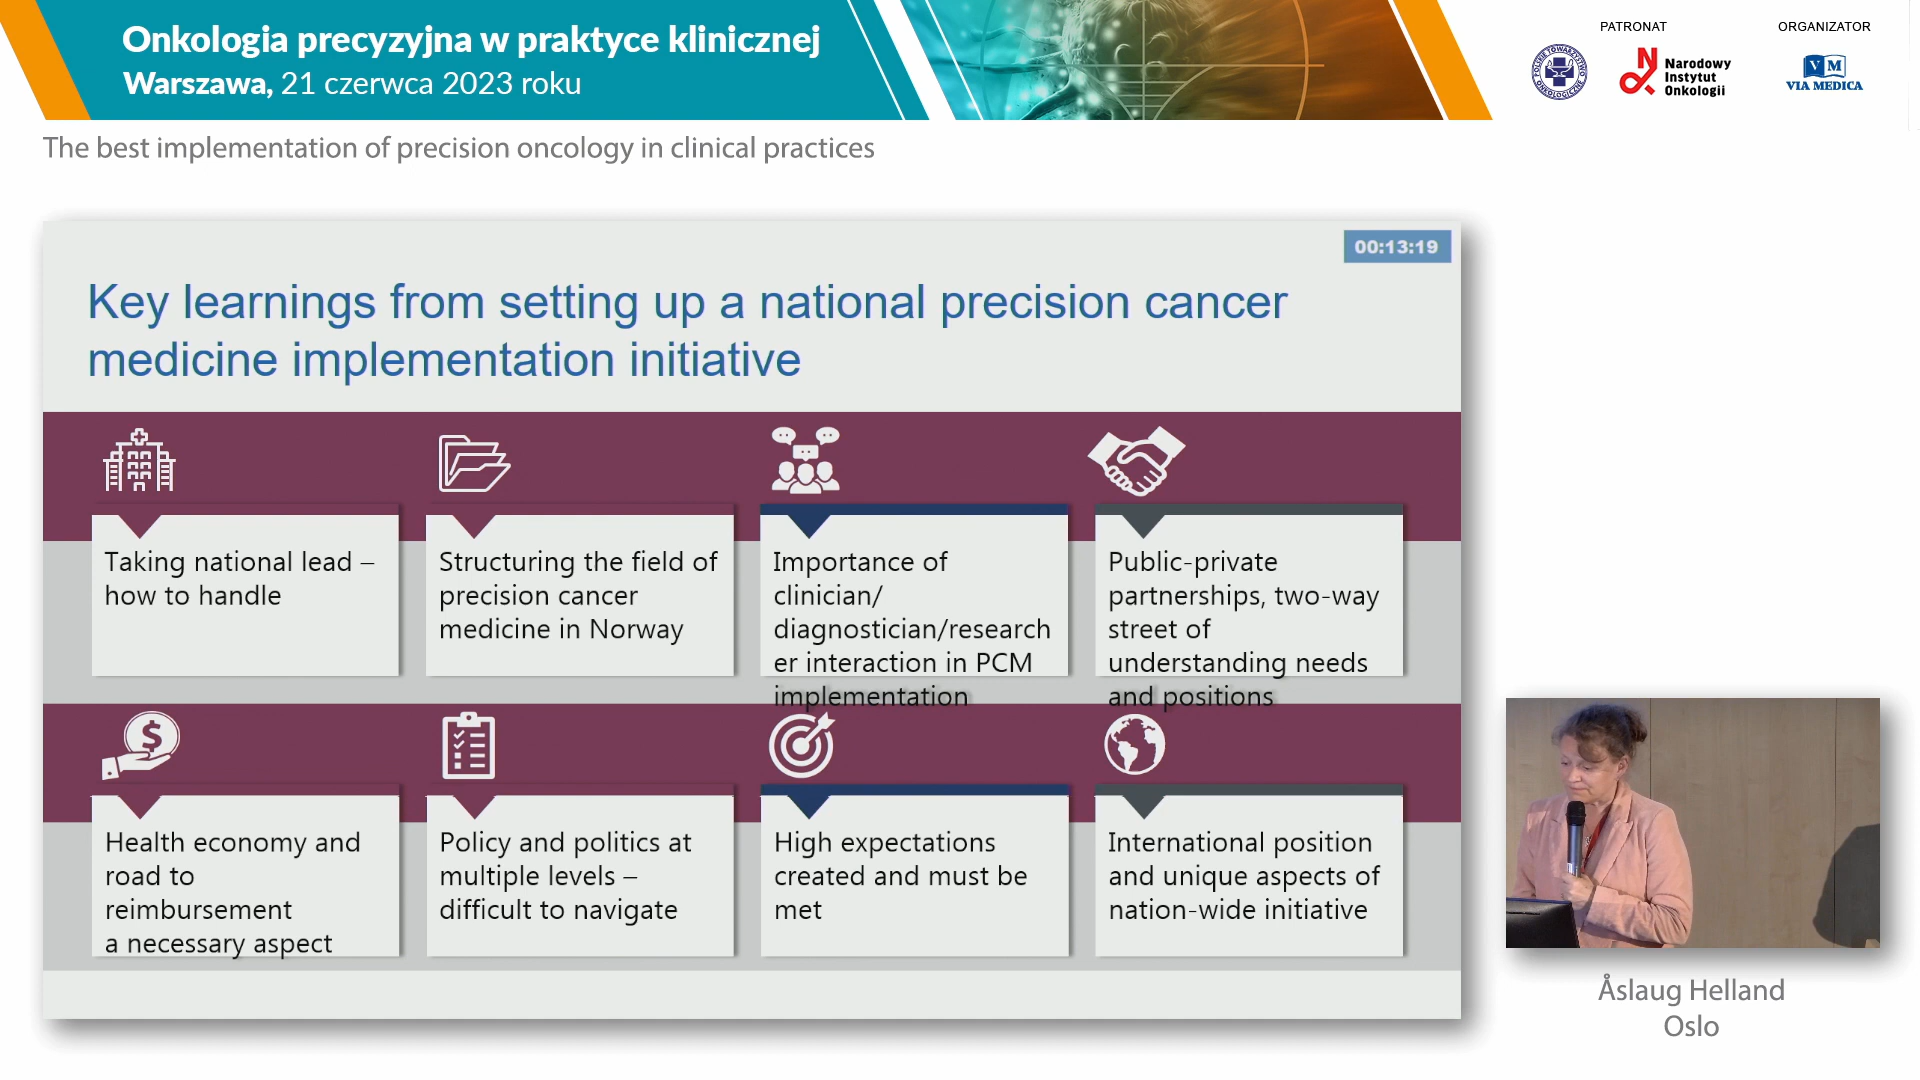 Onkologia precyzyjna w praktyce klinicznej
Warszawa, 21 czerwca 2023 roku
PATRONAT
ORGANIZATOR
POLSKIE TOWARZYSTWO ONKOLOGICZNE
Narodowy
Instytut
Onkologii
VM
VIA MEDICA
The best implementation of precision oncology in clinical practices
00:13:19
Key learnings from setting up a national precision cancer
medicine implementation initiative
Taking national lead –
how to handle
Structuring the field of
precision cancer
medicine in Norway
Importance of
clinician/
diagnostician/research
er interaction in PCM
implementation
Public-private
partnerships, two-way
street of
understanding needs
and positions
Health economy and
road to
reimbursement
a necessary aspect
Policy and politics at
multiple levels –
difficult to navigate
High expectations
created and must be
met
International position
and unique aspects of
nation-wide initiative
Åslaug Helland
Oslo